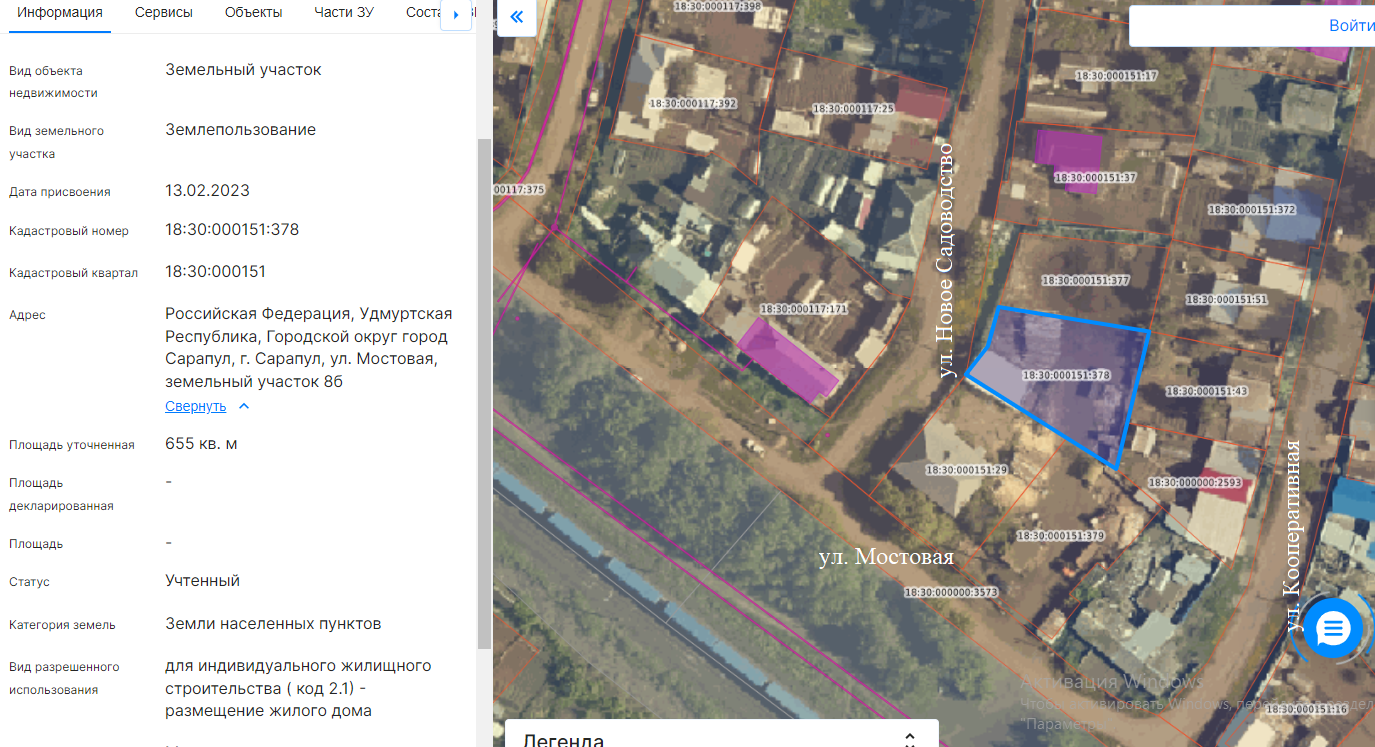 Информация Сервисы Объекты Части ЗУ
Вид объекта недвижимости
Земельный участок
Вид земельного участка
Землепользование
Дата присвоения
13.02.2023
Кадастровый номер
18:30:000151:378
Кадастровый квартал
18:30:000151
Адрес
Российская Федерация, Удмуртская
Республика, Городской округ город
Сарапул, г. Сарапул, ул. Мостовая,
земельный участок 8б
Свернуть
Площадь уточненная
655 кв. м
Площадь декларированная
-
Площадь
-
Статус
Учтенный
Категория земель
Земли населенных пунктов
Вид разрешенного использования
для индивидуального жилищного
строительства ( код 2.1) -
размещение жилого дома
Войти
18:30:000117:398
18:30:000151:17
18:30:000117:392
18:30:000117:25
18:30:000151:37
00117:375
18:30:000151:372
ул. Новое Садоводство
18:30:000151:377
18:30:000151:51
18:30:000117:171
18:30:000151:378
18:30:000151:43
18:30:000151:29
18:30:000000:2593
18:30:000151:379
ул. Мостовая
ул. Кооперативная
18:30:000000:3573
Активация Windows
Чтобы активировать Windows,
"Параметры
18:30:000151:16
Легенда